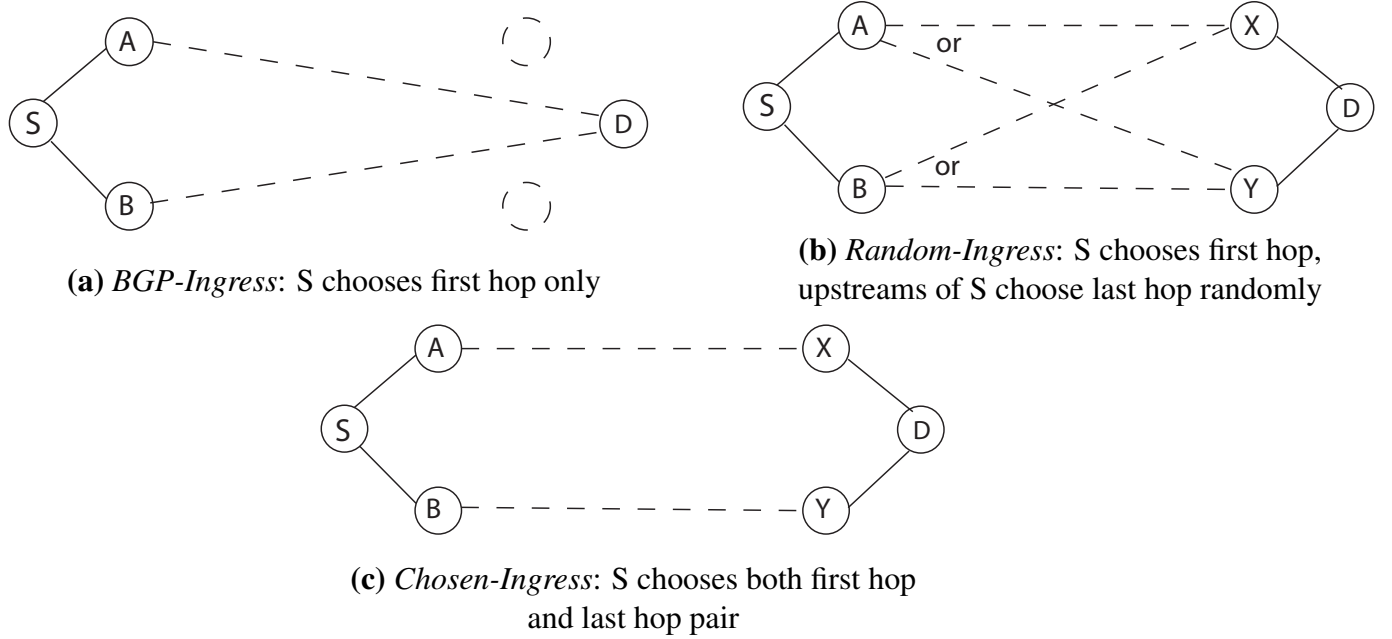 A
S
D
B
(a) BGP-Ingress: S chooses first hop only
A
X
or
S
D
or
B
Y
(b) Random-Ingress: S chooses first hop,
upstreams of S choose last hop randomly
A
X
S
D
B
Y
(c) Chosen-Ingress: S chooses both first hop
and last hop pair